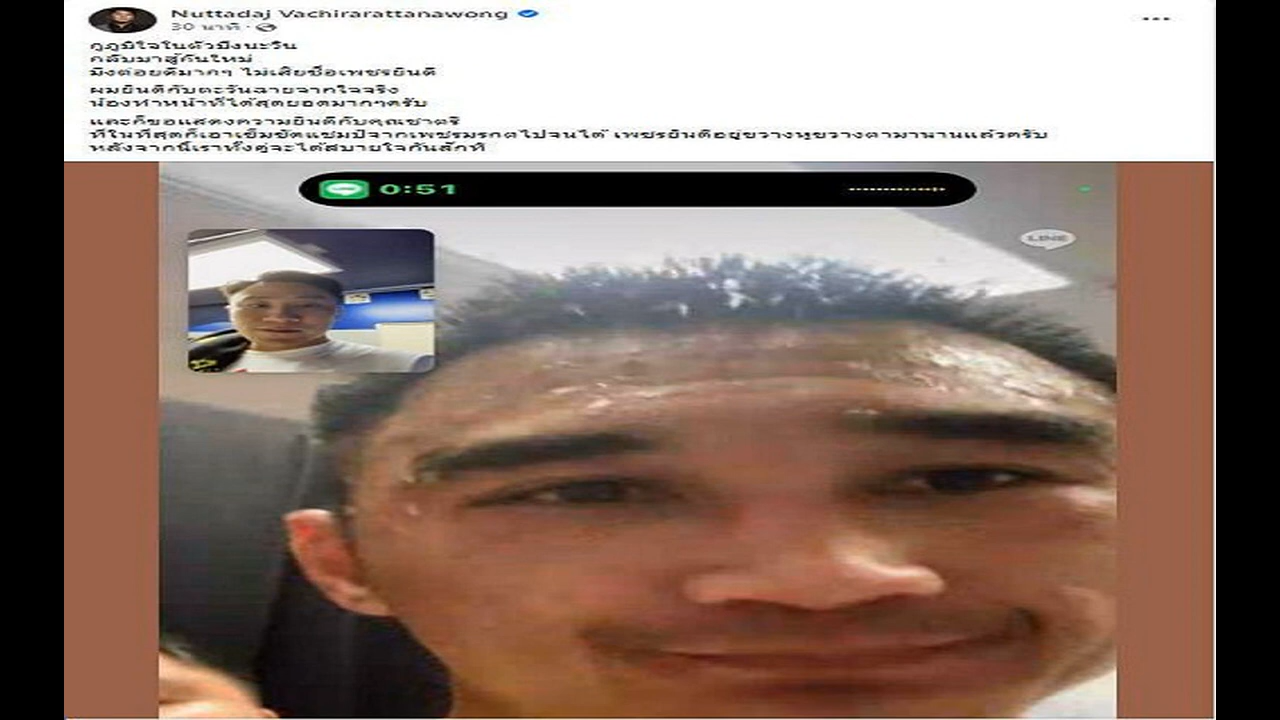 Nuttadaj Vachirarattanawong
30 นาที ·
กูภูมิใจในตัวมึงนะวัน
กลับมาสู้กันใหม่
มึงต่อยดีมากๆ ไม่เสียชื่อเพชรยินดี
ผมยินดีกับตะวันฉายจากใจจริง
น้องทำหน้าที่ได้สุดยอดมากๆครับ
และก็ขอแสดงความยินดีกับคุณชาตรี
ที่ในที่สุดก็เอาเข็มขัดแชมป์จากเพชรมรกตไปจนได้ เพชรยินดีอยู่ขวางหูขวางตามานานแล้วครับ
หลังจากนี้เราทั้งคู่จะได้สบายใจกันสักที
0:51
LINE